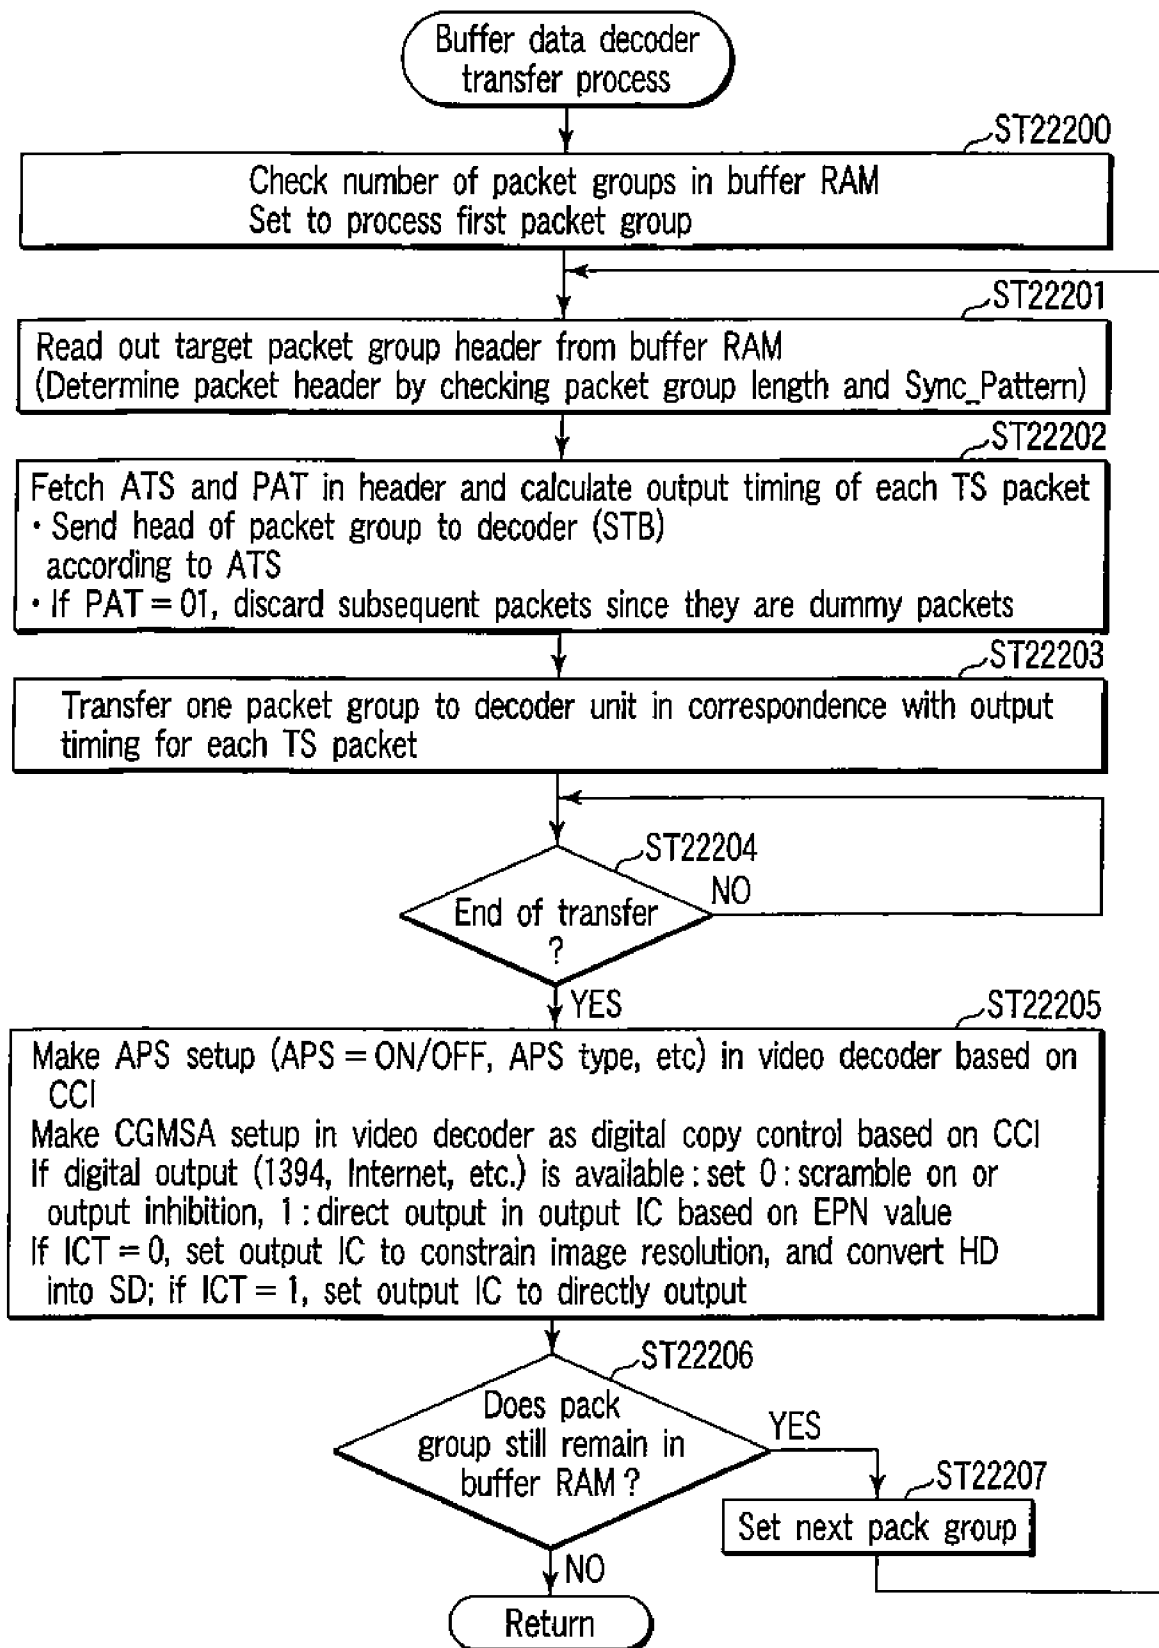 Buffer data decoder
transfer process
ST22200
Check number of packet groups in buffer RAM
Set to process first packet group
ST22201
Read out target packet group header from buffer RAM
(Determine packet header by checking packet group length and Sync_Pattern)
ST22202
Fetch ATS and PAT in header and calculate output timing of each TS packet
· Send head of packet group to decoder (STB)
according to ATS
· If PAT = 01, discard subsequent packets since they are dummy packets
ST22203
Transfer one packet group to decoder unit in correspondence with output
timing for each TS packet
ST22204
NO
End of transfer
?
YES
ST22205
Make APS setup (APS = ON/OFF, APS type, etc) in video decoder based on
CCI
Make CGMSA setup in video decoder as digital copy control based on CCI
If digital output (1394, Internet, etc.) is available : set 0 : scramble on or
output inhibition, 1 : direct output in output IC based on EPN value
If ICT = 0, set output IC to constrain image resolution, and convert HD
into SD; if ICT = 1, set output IC to directly output
ST22206
Does pack
group still remain in
buffer RAM ?
YES
ST22207
Set next pack group
NO
Return